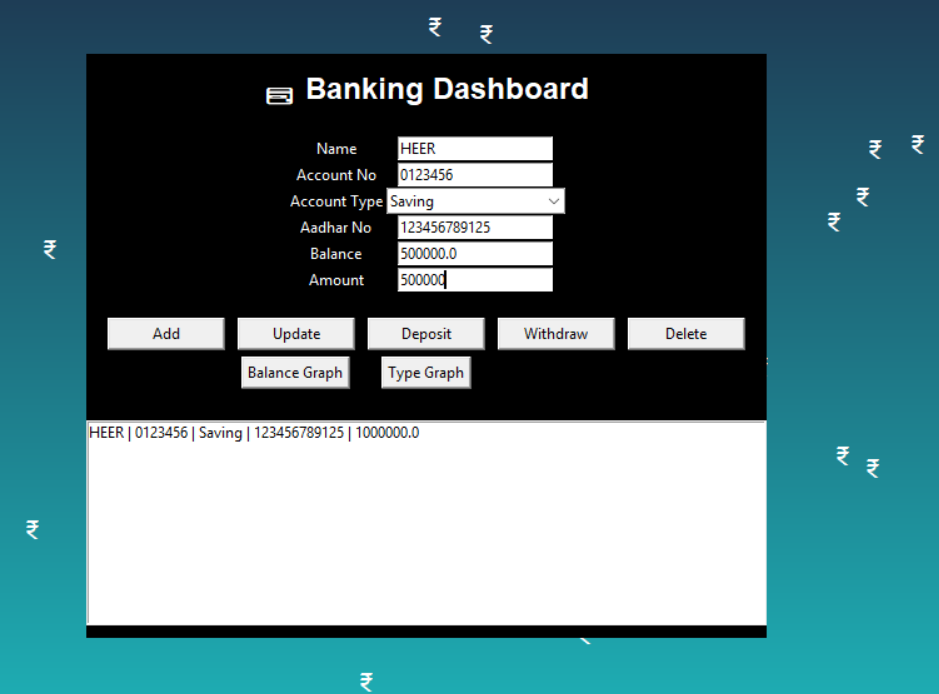 ₹ ₹
Banking Dashboard
Name HEER
₹ ₹
Account No 0123456
Account Type Saving
₹
Aadhar No 123456789125
₹
Balance 500000.0
₹
Amount 500000
Add Update Deposit Withdraw Delete
Balance Graph Type Graph
HEER | 0123456 | Saving | 123456789125 | 1000000.0
₹ ₹
₹
₹